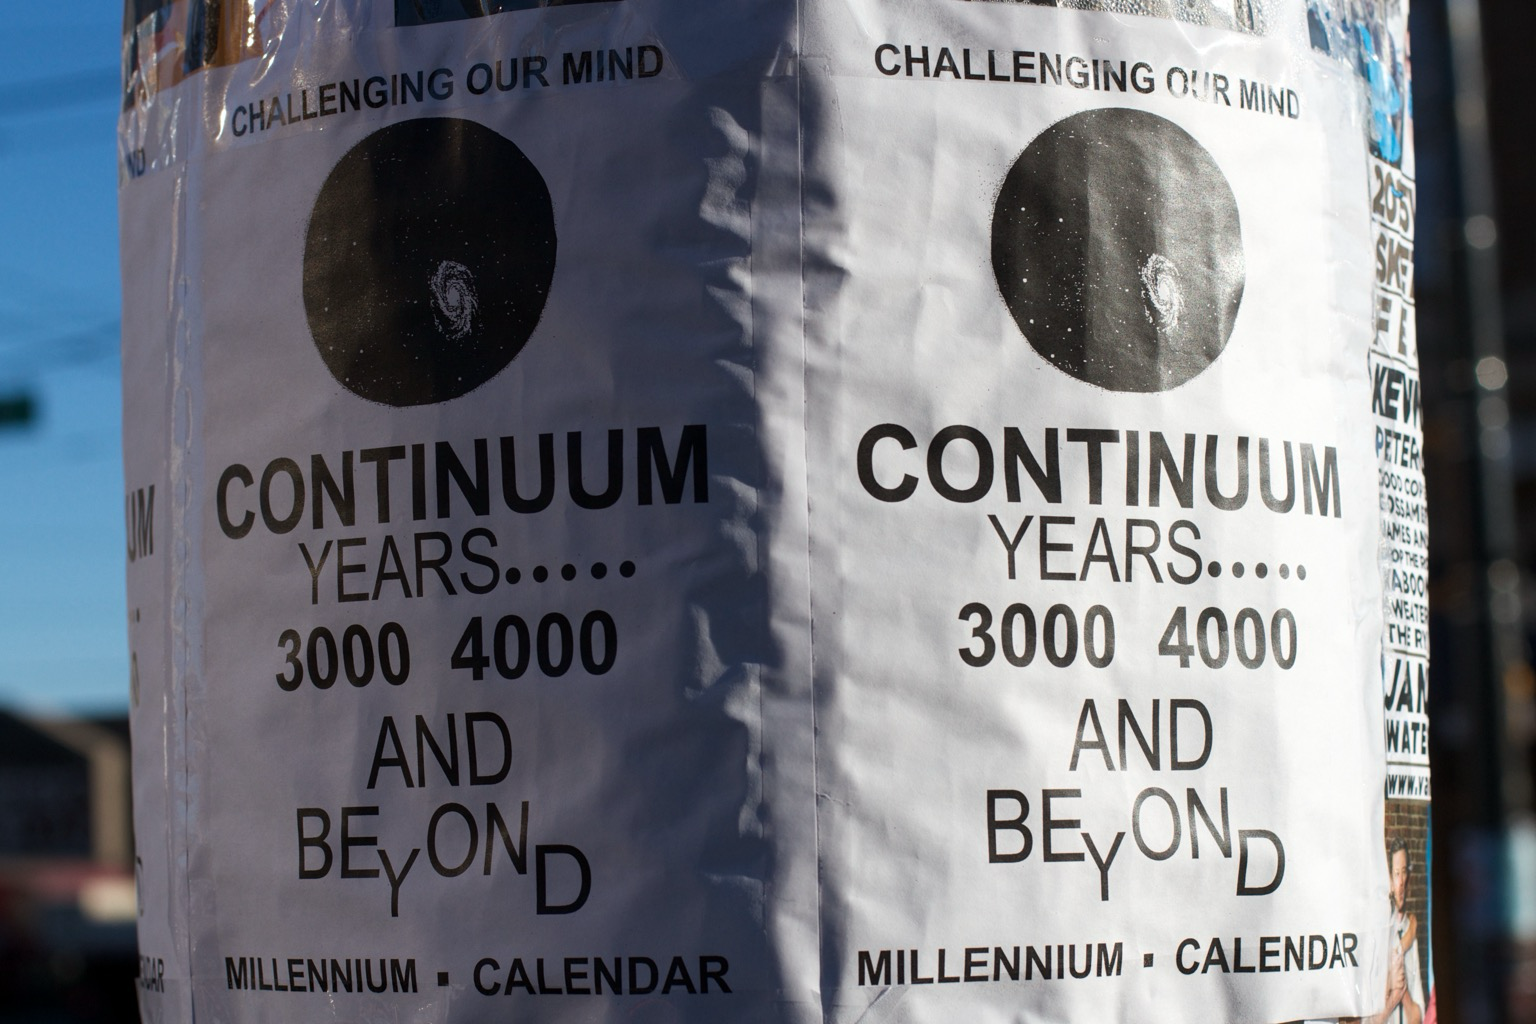 CHALLENGING OUR MIND
CONTINUUM
YEARS.....
3000 4000
AND
BEYOND
MILLENNIUM ▪ CALENDAR
CHALLENGING OUR MIND
CONTINUUM
YEARS.....
3000 4000
AND
BEYOND
MILLENNIUM ▪ CALENDAR